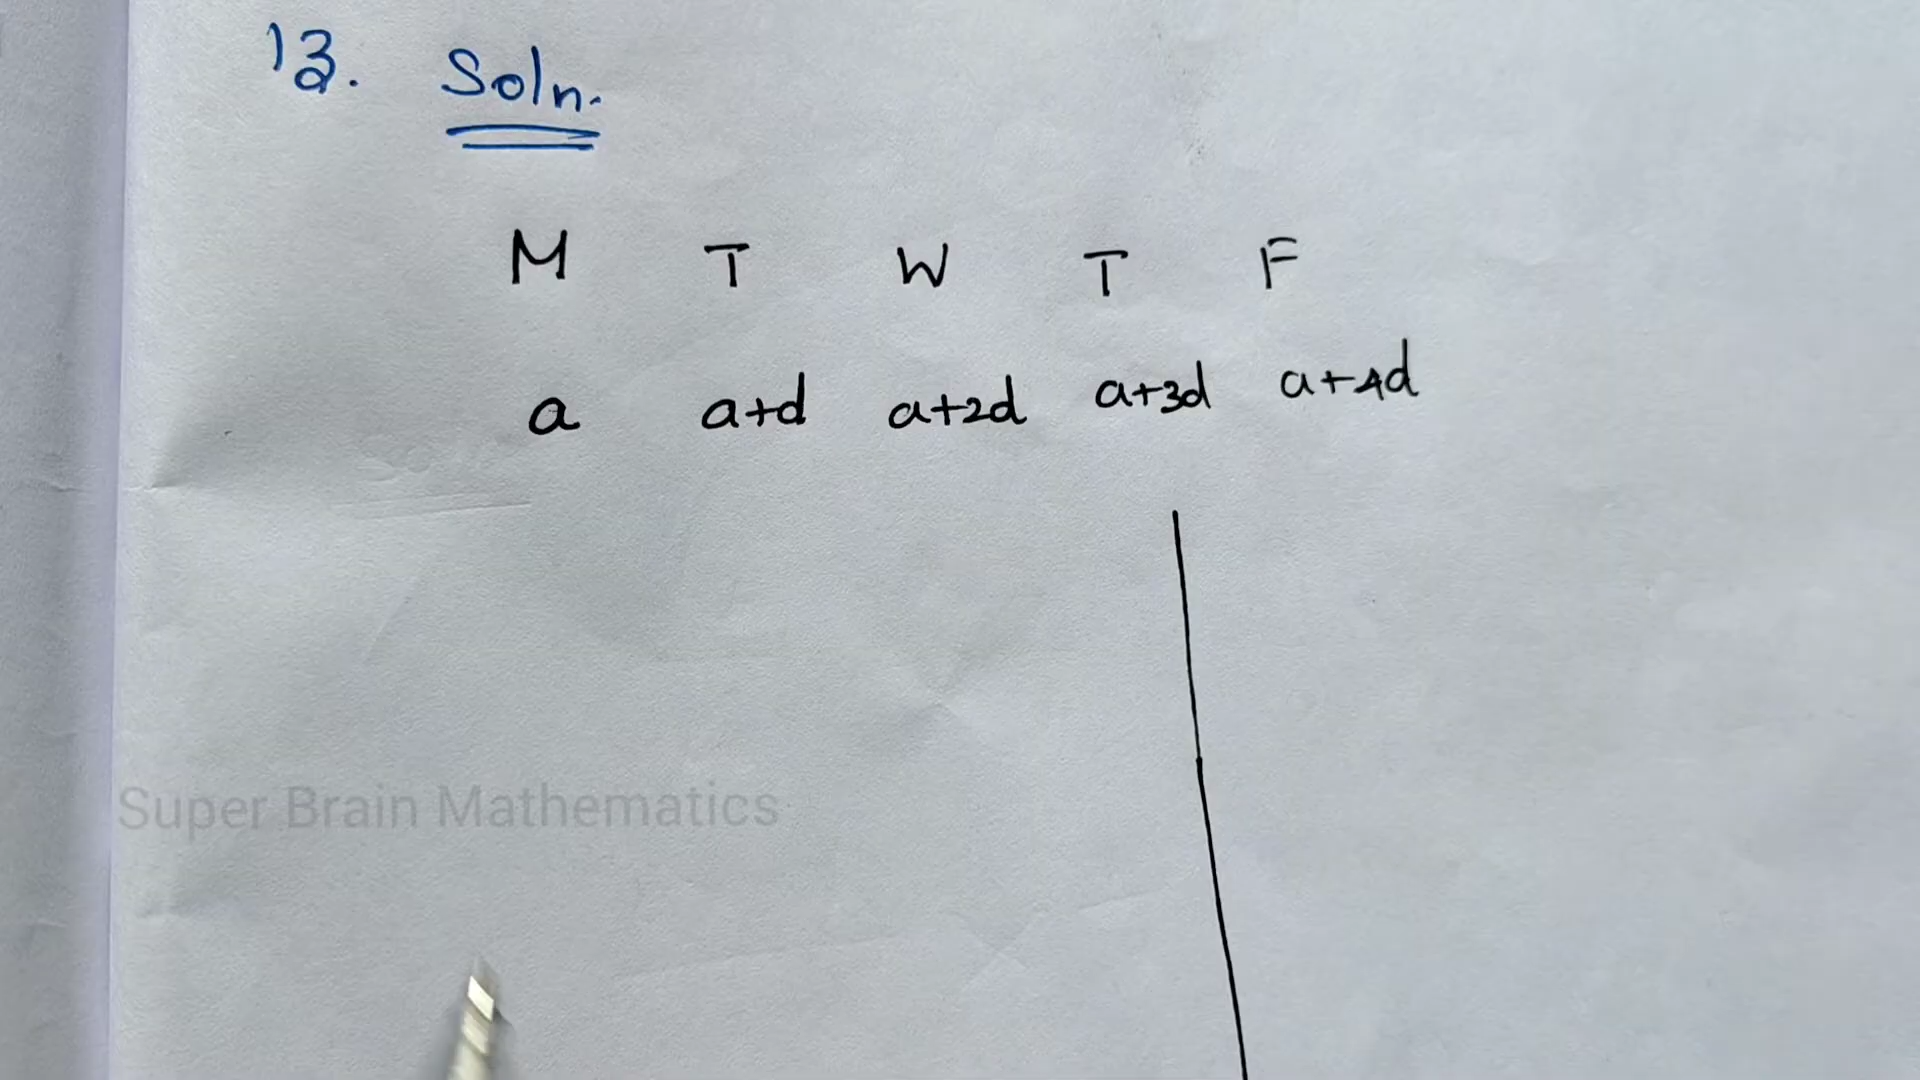 13. Soln.
M T W T F
a a+d a+2d a+3d a+4d
Super Brain Mathematics